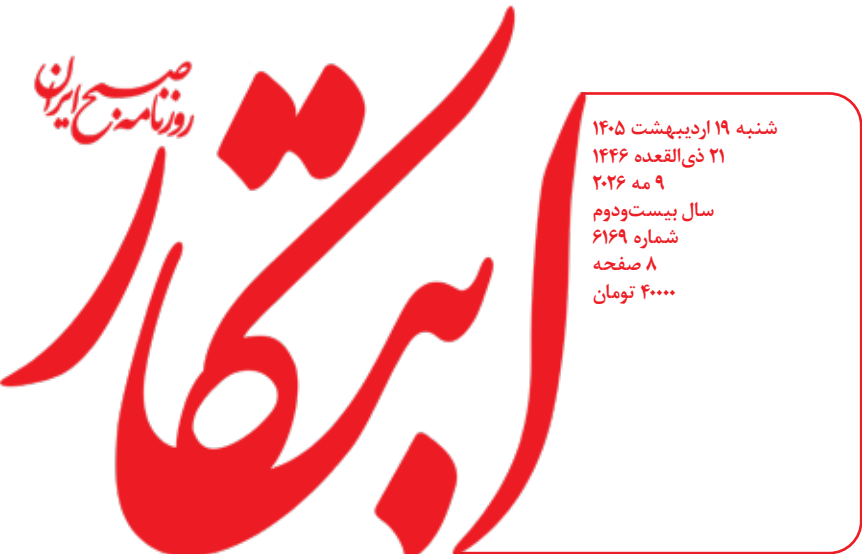 ابتکار
روزنامه صبح ایران
شنبه ۱۹ اردیبهشت ۱۴۰۵
۲۱ ذی‌القعده ۱۴۴۶
۹ مه ۲۰۲۶
سال بیست‌ودوم
شماره ۶۱۶۹
۸ صفحه
۴۰۰۰۰ تومان